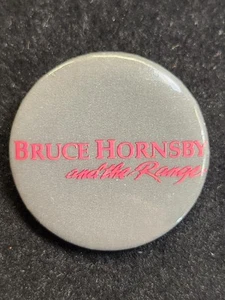 BRUCE HORNSBY
and the Range